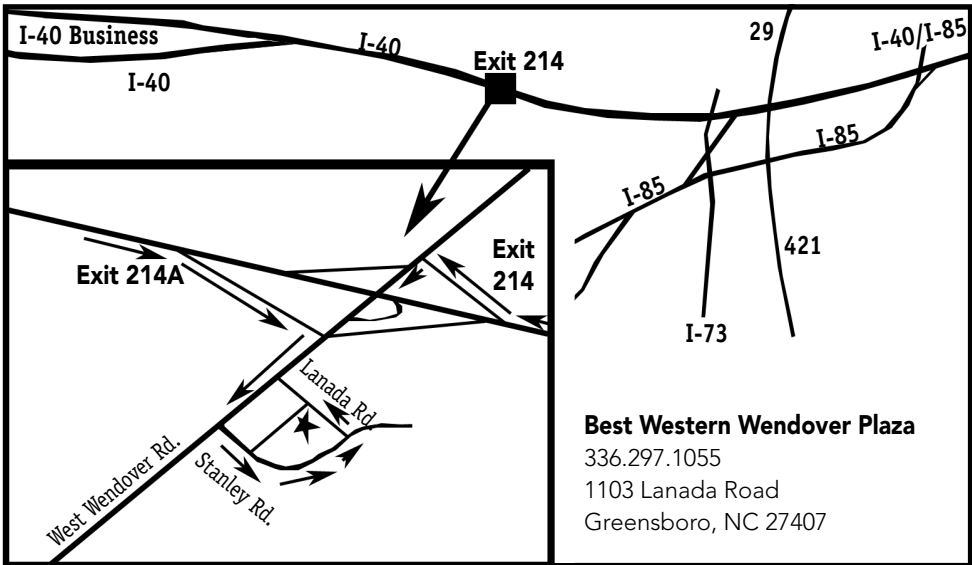 I-40 Business
I-40
I-40
Exit 214
29
I-40/I-85
I-85
I-85
421
I-73
Exit 214A
Exit
214
Lanada Rd.
West Wendover Rd.
Stanley Rd.
Best Western Wendover Plaza
336.297.1055
1103 Lanada Road
Greensboro, NC 27407